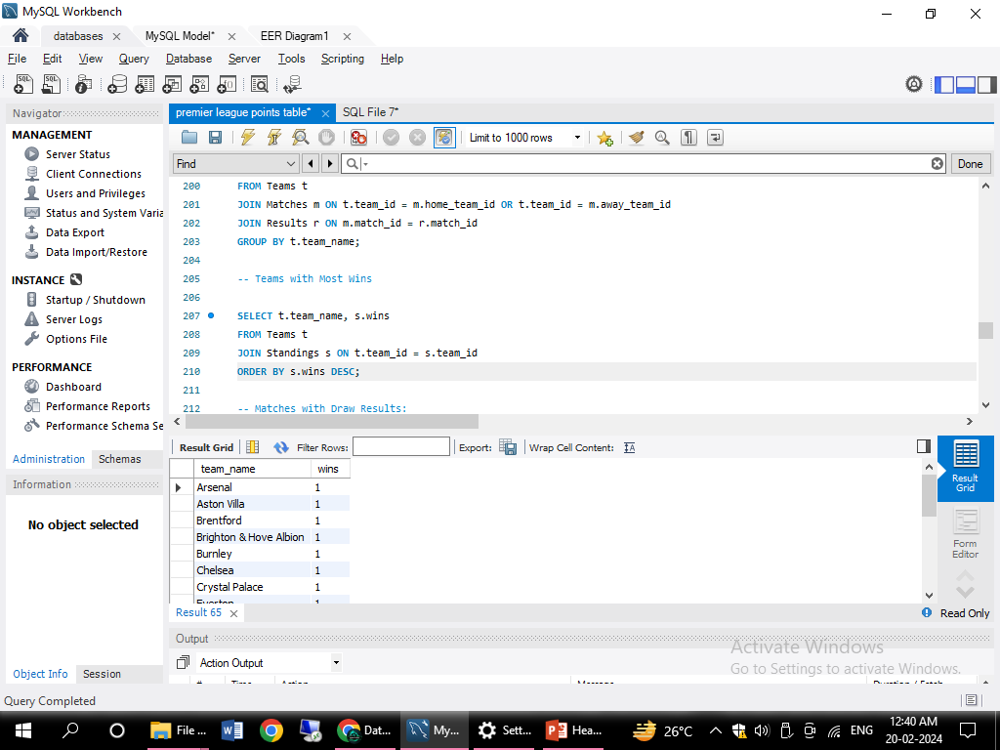 MySQL Workbench
databases
MySQL Model*
EER Diagram1
File Edit View Query Database Server Tools Scripting Help
Navigator
MANAGEMENT
Server Status
Client Connections
Users and Privileges
Status and System Varia
Data Export
Data Import/Restore
INSTANCE
Startup / Shutdown
Server Logs
Options File
PERFORMANCE
Dashboard
Performance Reports
Performance Schema Se
Administration Schemas
Information
No object selected
Object Info Session
premier league points table*
SQL File 7*
Limit to 1000 rows
Find
Done
200 FROM Teams t
201 JOIN Matches m ON t.team_id = m.home_team_id OR t.team_id = m.away_team_id
202 JOIN Results r ON m.match_id = r.match_id
203 GROUP BY t.team_name;
204
205 -- Teams with Most Wins
206
207 SELECT t.team_name, s.wins
208 FROM Teams t
209 JOIN Standings s ON t.team_id = s.team_id
210 ORDER BY s.wins DESC;
211
212 -- Matches with Draw Results:
Result Grid Filter Rows: Export: Wrap Cell Content:
team_name wins
Arsenal 1
Aston Villa 1
Brentford 1
Brighton & Hove Albion 1
Burnley 1
Chelsea 1
Crystal Palace 1
Everton 1
Result Grid
Form Editor
Result 65
Read Only
Output
Action Output
# Time Action Message Duration / Fetch
Activate Windows
Go to Settings to activate Windows.
Query Completed
File ...
Dat...
My...
Sett...
Hea...
26°C
ENG
12:40 AM
20-02-2024